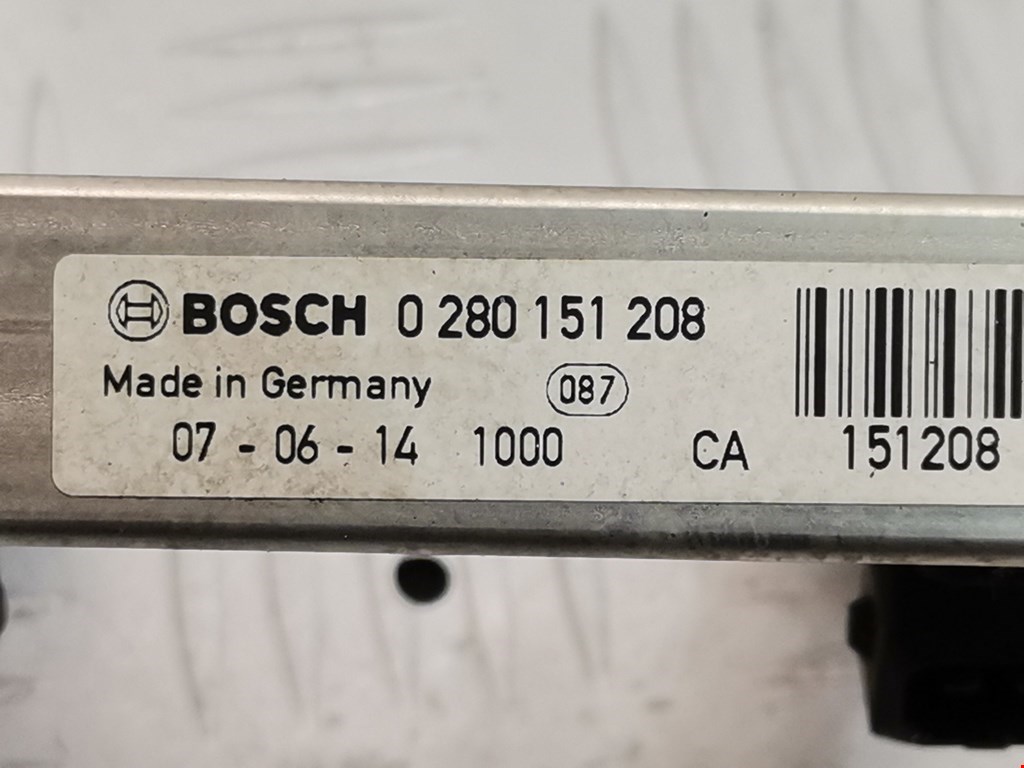 BOSCH 0 280 151 208
Made in Germany 087
07 - 06 - 14 1000 CA 151208